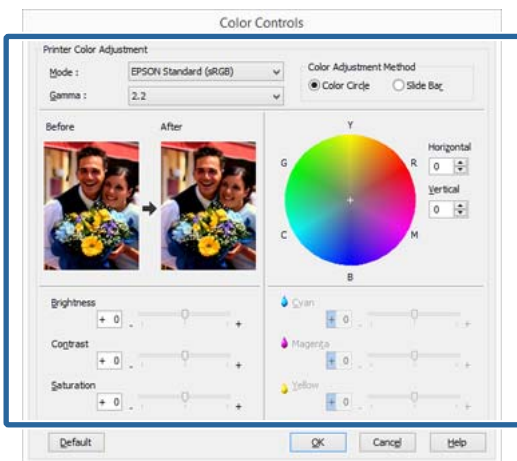 Color Controls
Printer Color Adjustment
Mode :
EPSON Standard (sRGB)
Gamma :
2.2
Color Adjustment Method
Color Circle
Slide Bar
Before
After
Y
G
R
C
M
B
Horizontal
0
Vertical
0
Brightness
+ 0
- +
Contrast
+ 0
- +
Saturation
+ 0
- +
Cyan
+ 0
- +
Magenta
+ 0
- +
Yellow
+ 0
- +
Default
OK
Cancel
Help